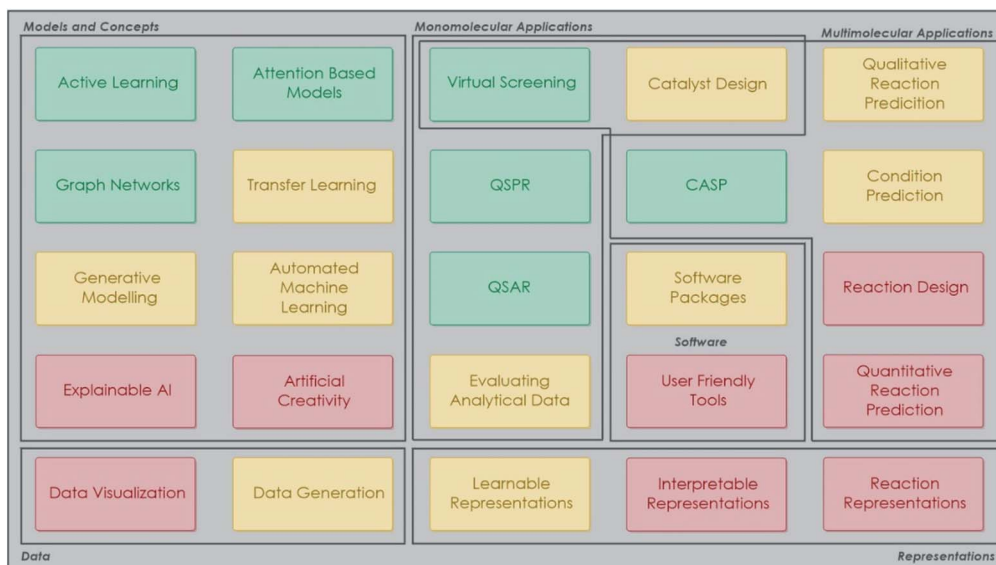 Models and Concepts
Monomolecular Applications
Multimolecular Applications
Active Learning
Attention Based
Models
Virtual Screening
Catalyst Design
Qualitative
Reaction
Predicition
Graph Networks
Transfer Learning
QSPR
CASP
Condition
Prediction
Generative
Modelling
Automated
Machine
Learning
QSAR
Software
Packages
Reaction Design
Software
Explainable AI
Artificial
Creativity
Evaluating
Analytical Data
User Friendly
Tools
Quantitative
Reaction
Prediction
Data Visualization
Data Generation
Learnable
Representations
Interpretable
Representations
Reaction
Representations
Data
Representations